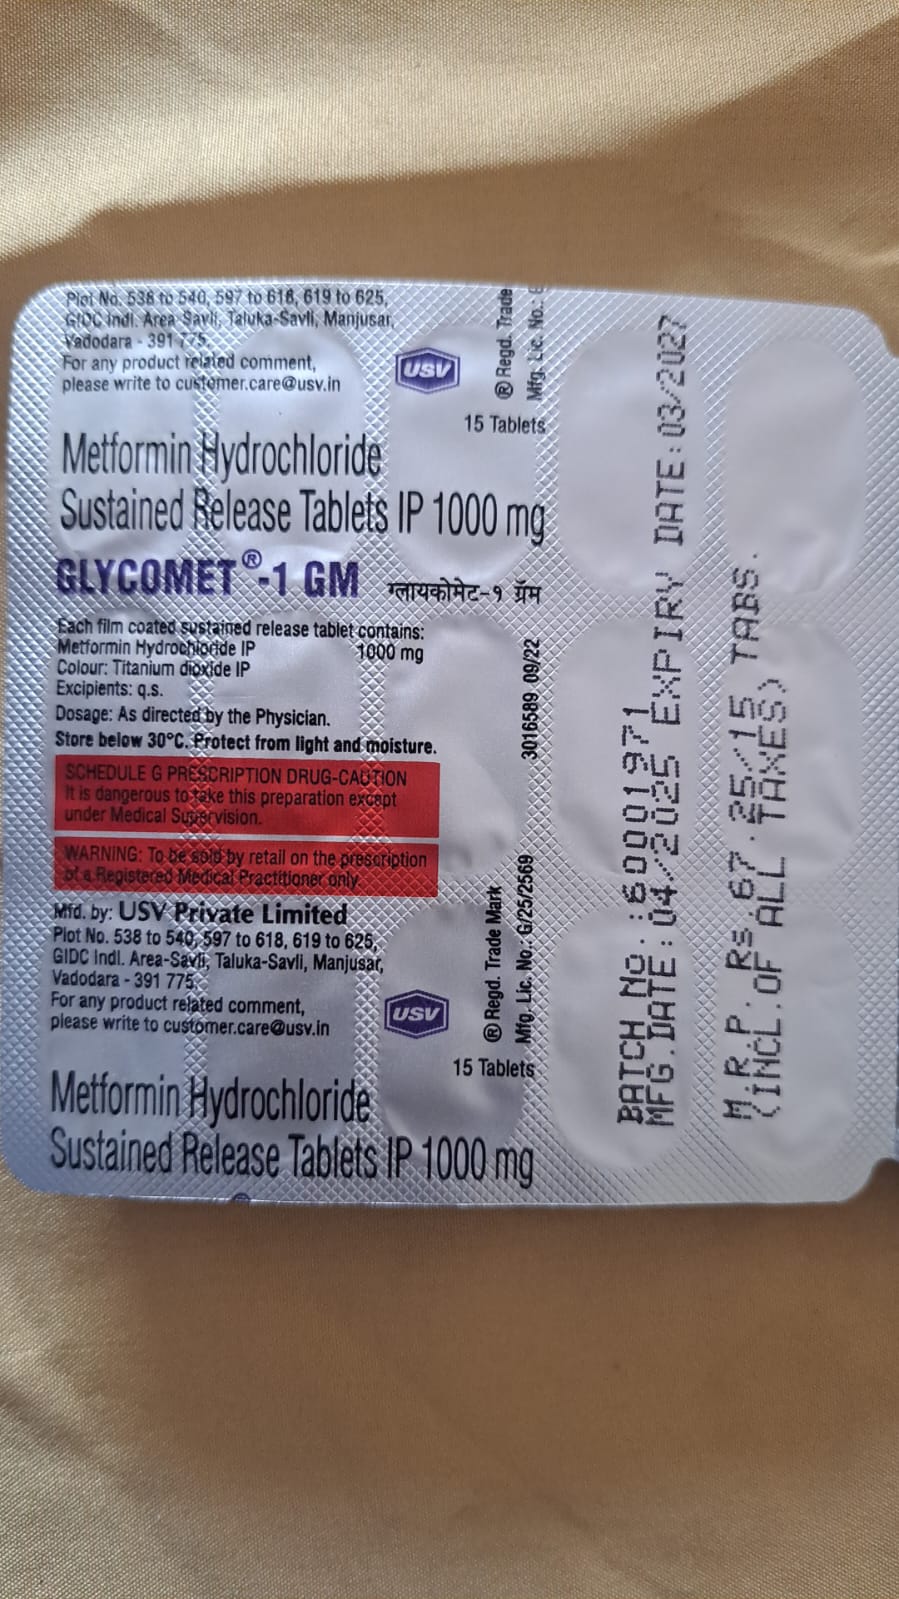 Plot No. 538 to 540, 597 to 618, 619 to 625,
GIDC Indl. Area-Savli, Taluka-Savli, Manjusar,
Vadodara - 391 775.
For any product related comment,
please write to customer.care@usv.in
USV
® Regd. Trade
Mfg. Lic. No.:
15 Tablets
Metformin Hydrochloride
Sustained Release Tablets IP 1000 mg
GLYCOMET®-1 GM ग्लायकोमेट-१ ग्रॅम
Each film coated sustained release tablet contains:
Metformin Hydrochloride IP 1000 mg
Colour: Titanium dioxide IP
Excipients: q.s.
Dosage: As directed by the Physician.
Store below 30°C. Protect from light and moisture.
SCHEDULE G PRESCRIPTION DRUG-CAUTION
It is dangerous to take this preparation except
under Medical Supervision.
WARNING: To be sold by retail on the prescription
of a Registered Medical Practitioner only.
3016589 09/22
Mfd. by: USV Private Limited
Plot No. 538 to 540, 597 to 618, 619 to 625,
GIDC Indl. Area-Savli, Taluka-Savli, Manjusar,
Vadodara - 391 775.
For any product related comment,
please write to customer.care@usv.in
USV
® Regd. Trade Mark
Mfg. Lic. No.: G/25/2569
15 Tablets
Metformin Hydrochloride
Sustained Release Tablets IP 1000 mg
BATCH No.:60001971
MFG.DATE:04/2025 EXPIRY DATE:03/2027
M.R.P. Rs.67.25/15 TABS.
(INCL.OF ALL TAXES)